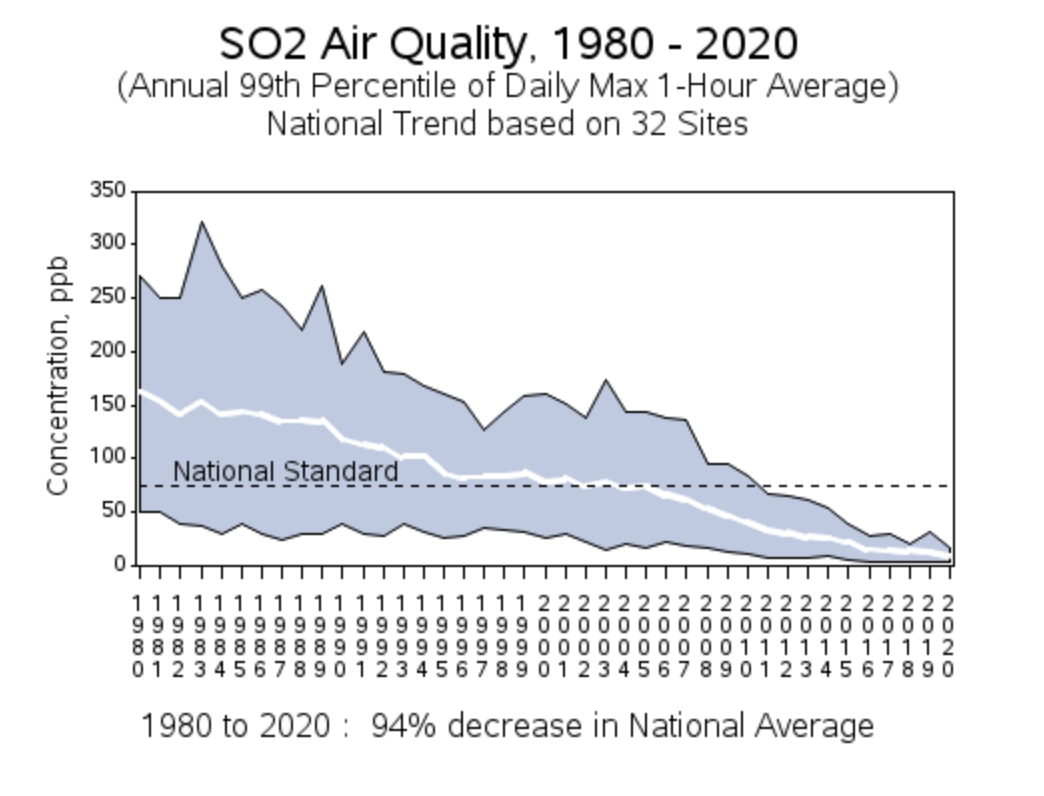 SO2 Air Quality, 1980 - 2020
(Annual 99th Percentile of Daily Max 1-Hour Average)
National Trend based on 32 Sites
Concentration, ppb
350
300
250
200
150
100
50
0
National Standard
1980 1981 1982 1983 1984 1985 1986 1987 1988 1989 1990 1991 1992 1993 1994 1995 1996 1997 1998 1999 2000 2001 2002 2003 2004 2005 2006 2007 2008 2009 2010 2011 2012 2013 2014 2015 2016 2017 2018 2019 2020
1980 to 2020 : 94% decrease in National Average